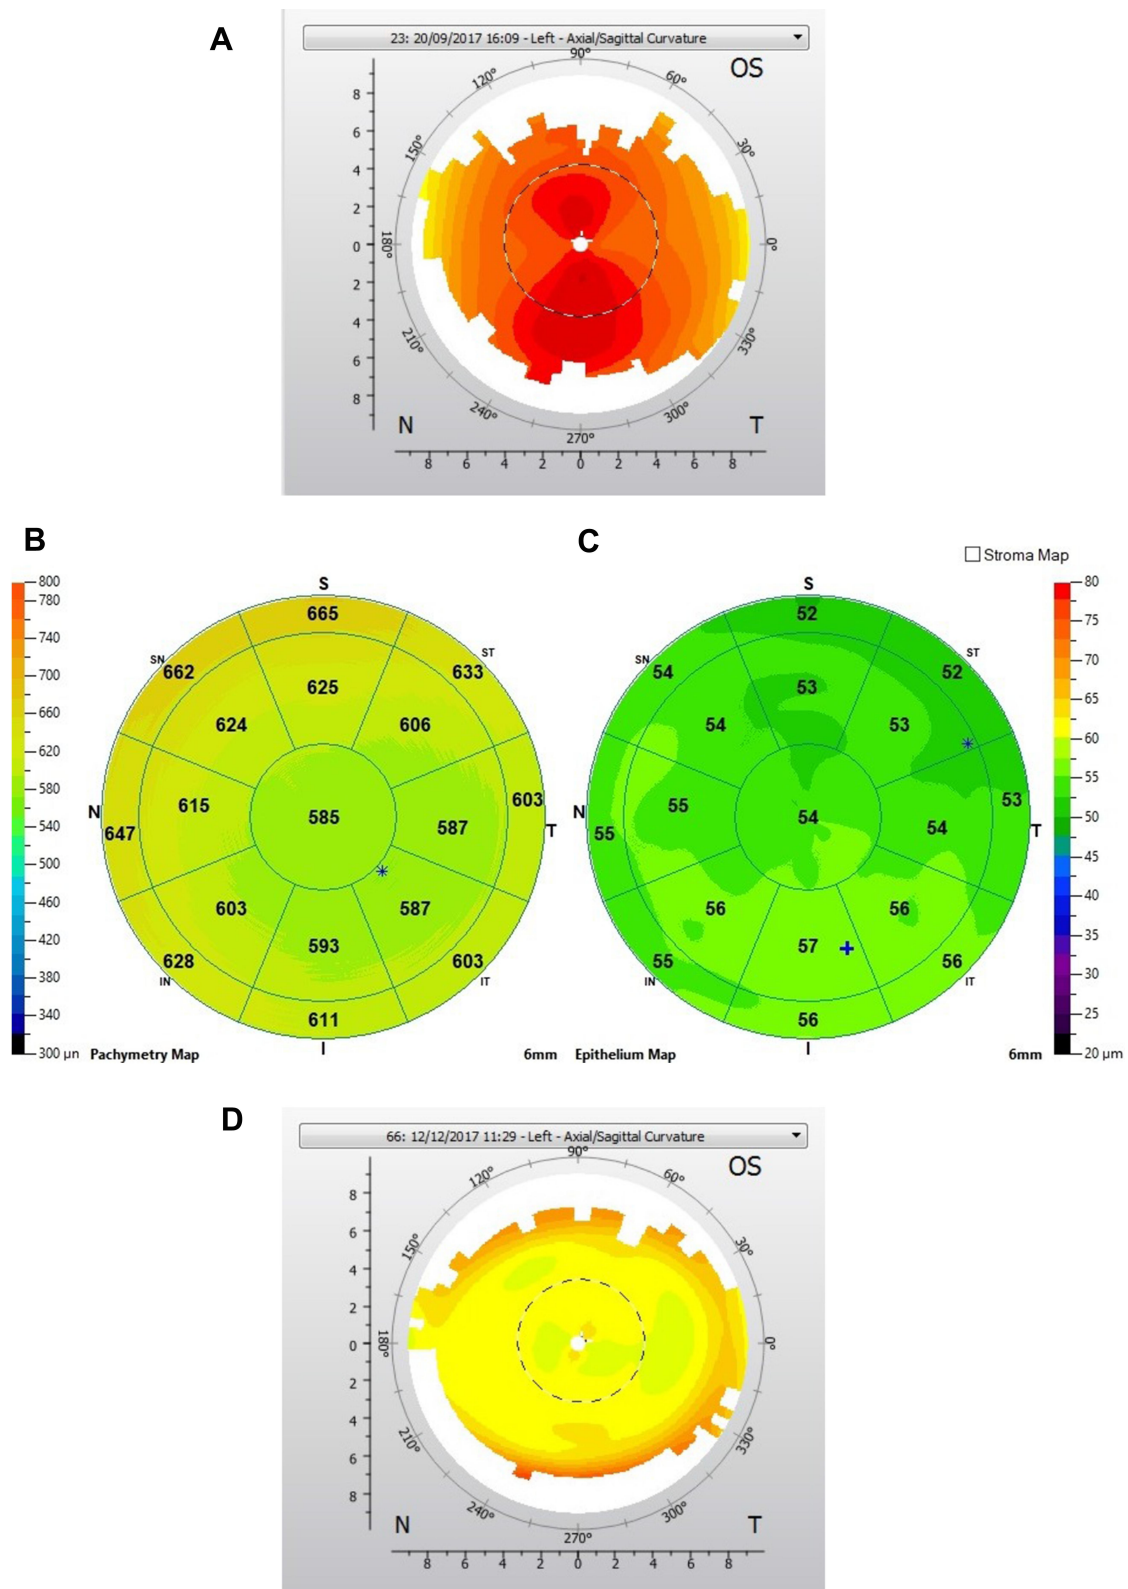 A
23: 20/09/2017 16:09 - Left - Axial/Sagittal Curvature
OS
90°
120°
60°
150°
30°
180°
0°
210°
330°
240°
300°
270°
8
6
4
2
0
2
4
6
8
N
T
8 6 4 2 0 2 4 6 8
B
C
Stroma Map
800
780
740
700
660
620
580
540
500
460
420
380
340
300 µn
S
665
SN
662
ST
633
625
624
606
N
647
615
585
587
603
T
603
593
587
IN
628
603
IT
611
I
Pachymetry Map
6mm
S
52
SN
54
ST
52
53
54
53
N
55
55
54
54
53
T
56
57
56
IN
55
56
IT
56
I
Epithelium Map
6mm
80
75
70
65
60
55
50
45
40
35
30
25
20 µm
D
66: 12/12/2017 11:29 - Left - Axial/Sagittal Curvature
OS
90°
120°
60°
150°
30°
180°
0°
210°
330°
240°
300°
270°
8
6
4
2
0
2
4
6
8
N
T
8 6 4 2 0 2 4 6 8